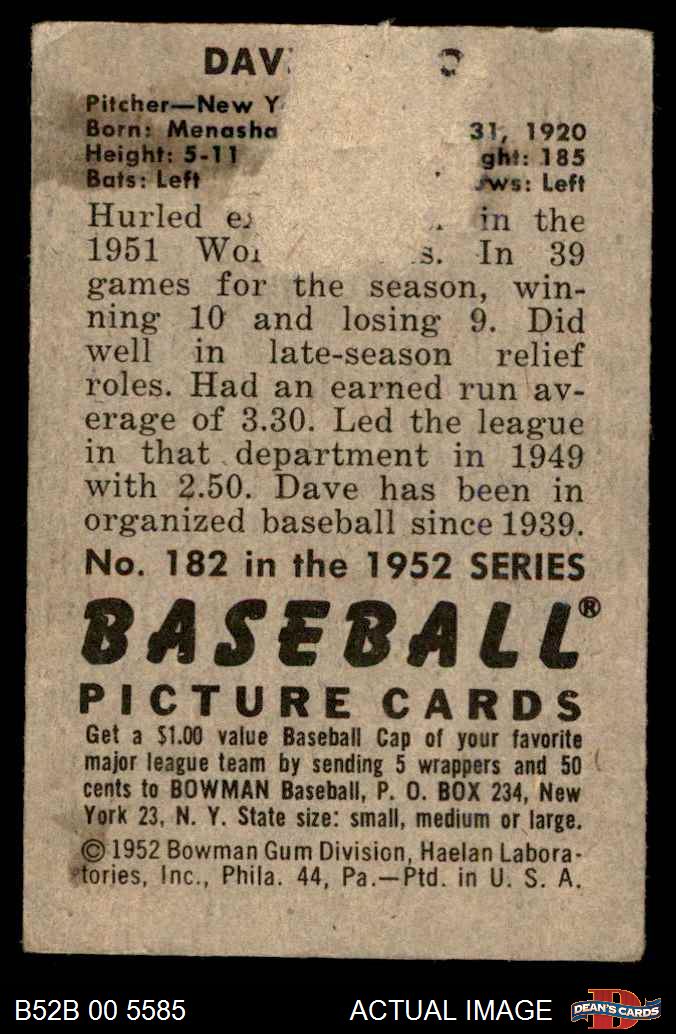 DAV
Pitcher—New Y
Born: Menasha 31, 1920
Height: 5-11 ght: 185
Bats: Left ws: Left
Hurled in the
1951 Wor s. In 39
games for the season, win-
ning 10 and losing 9. Did
well in late-season relief
roles. Had an earned run av-
erage of 3.30. Led the league
in that department in 1949
with 2.50. Dave has been in
organized baseball since 1939.
No. 182 in the 1952 SERIES
BASEBALL®
PICTURE CARDS
Get a $1.00 value Baseball Cap of your favorite
major league team by sending 5 wrappers and 50
cents to BOWMAN Baseball, P. O. BOX 234, New
York 23, N. Y. State size: small, medium or large.
©1952 Bowman Gum Division, Haelan Labora-
tories, Inc., Phila. 44, Pa.—Ptd. in U. S. A.
B52B 00 5585 ACTUAL IMAGE D DEAN'S CARDS